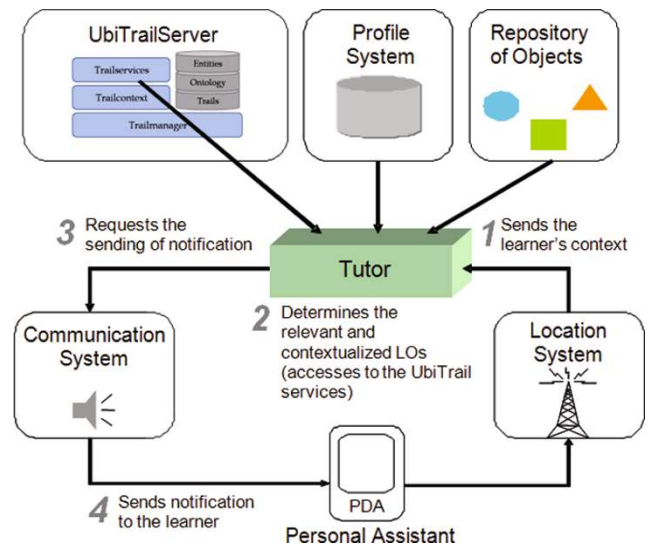 UbiTrailServer
Trailservices
Trailcontext
Trailmanager
Entities
Ontology
Trails
Profile
System
Repository
of Objects
3 Requests the
sending of notification
1 Sends the
learner's context
Tutor
2 Determines the
relevant and
contextualized LOs
(accesses to the UbiTrail
services)
Communication
System
Location
System
4 Sends notification
to the learner
PDA
Personal Assistant